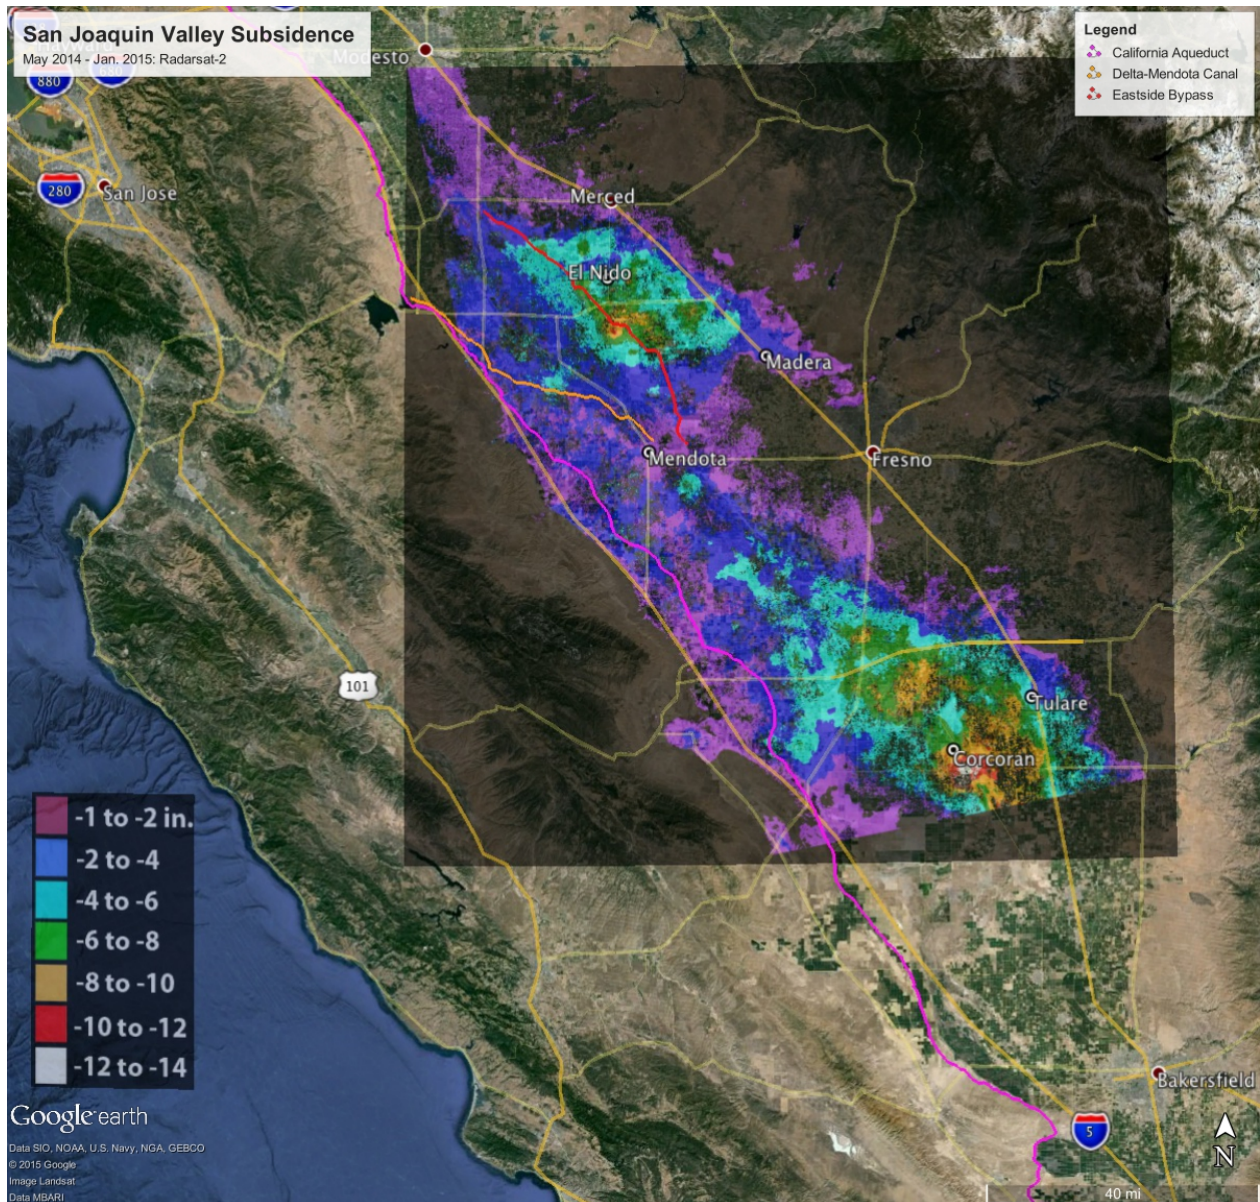 San Joaquin Valley Subsidence
May 2014 - Jan. 2015: Radarsat-2
Hayward
Modesto
880
680
280
San Jose
Legend
California Aqueduct
Delta-Mendota Canal
Eastside Bypass
Merced
El Nido
Madera
Mendota
Fresno
101
Tulare
Corcoran
-1 to -2 in.
-2 to -4
-4 to -6
-6 to -8
-8 to -10
-10 to -12
-12 to -14
Google earth
Data SIO, NOAA, U.S. Navy, NGA, GEBCO
© 2015 Google
Image Landsat
Data MBARI
Bakersfield
5
N
40 mi